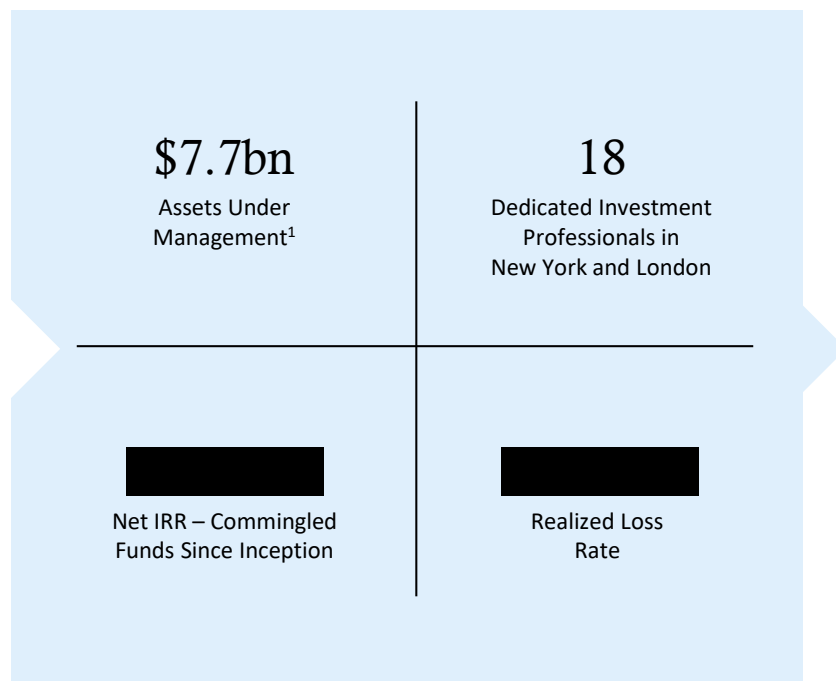 $7.7bn
Assets Under
Management¹
18
Dedicated Investment
Professionals in
New York and London
Net IRR – Commingled
Funds Since Inception
Realized Loss
Rate